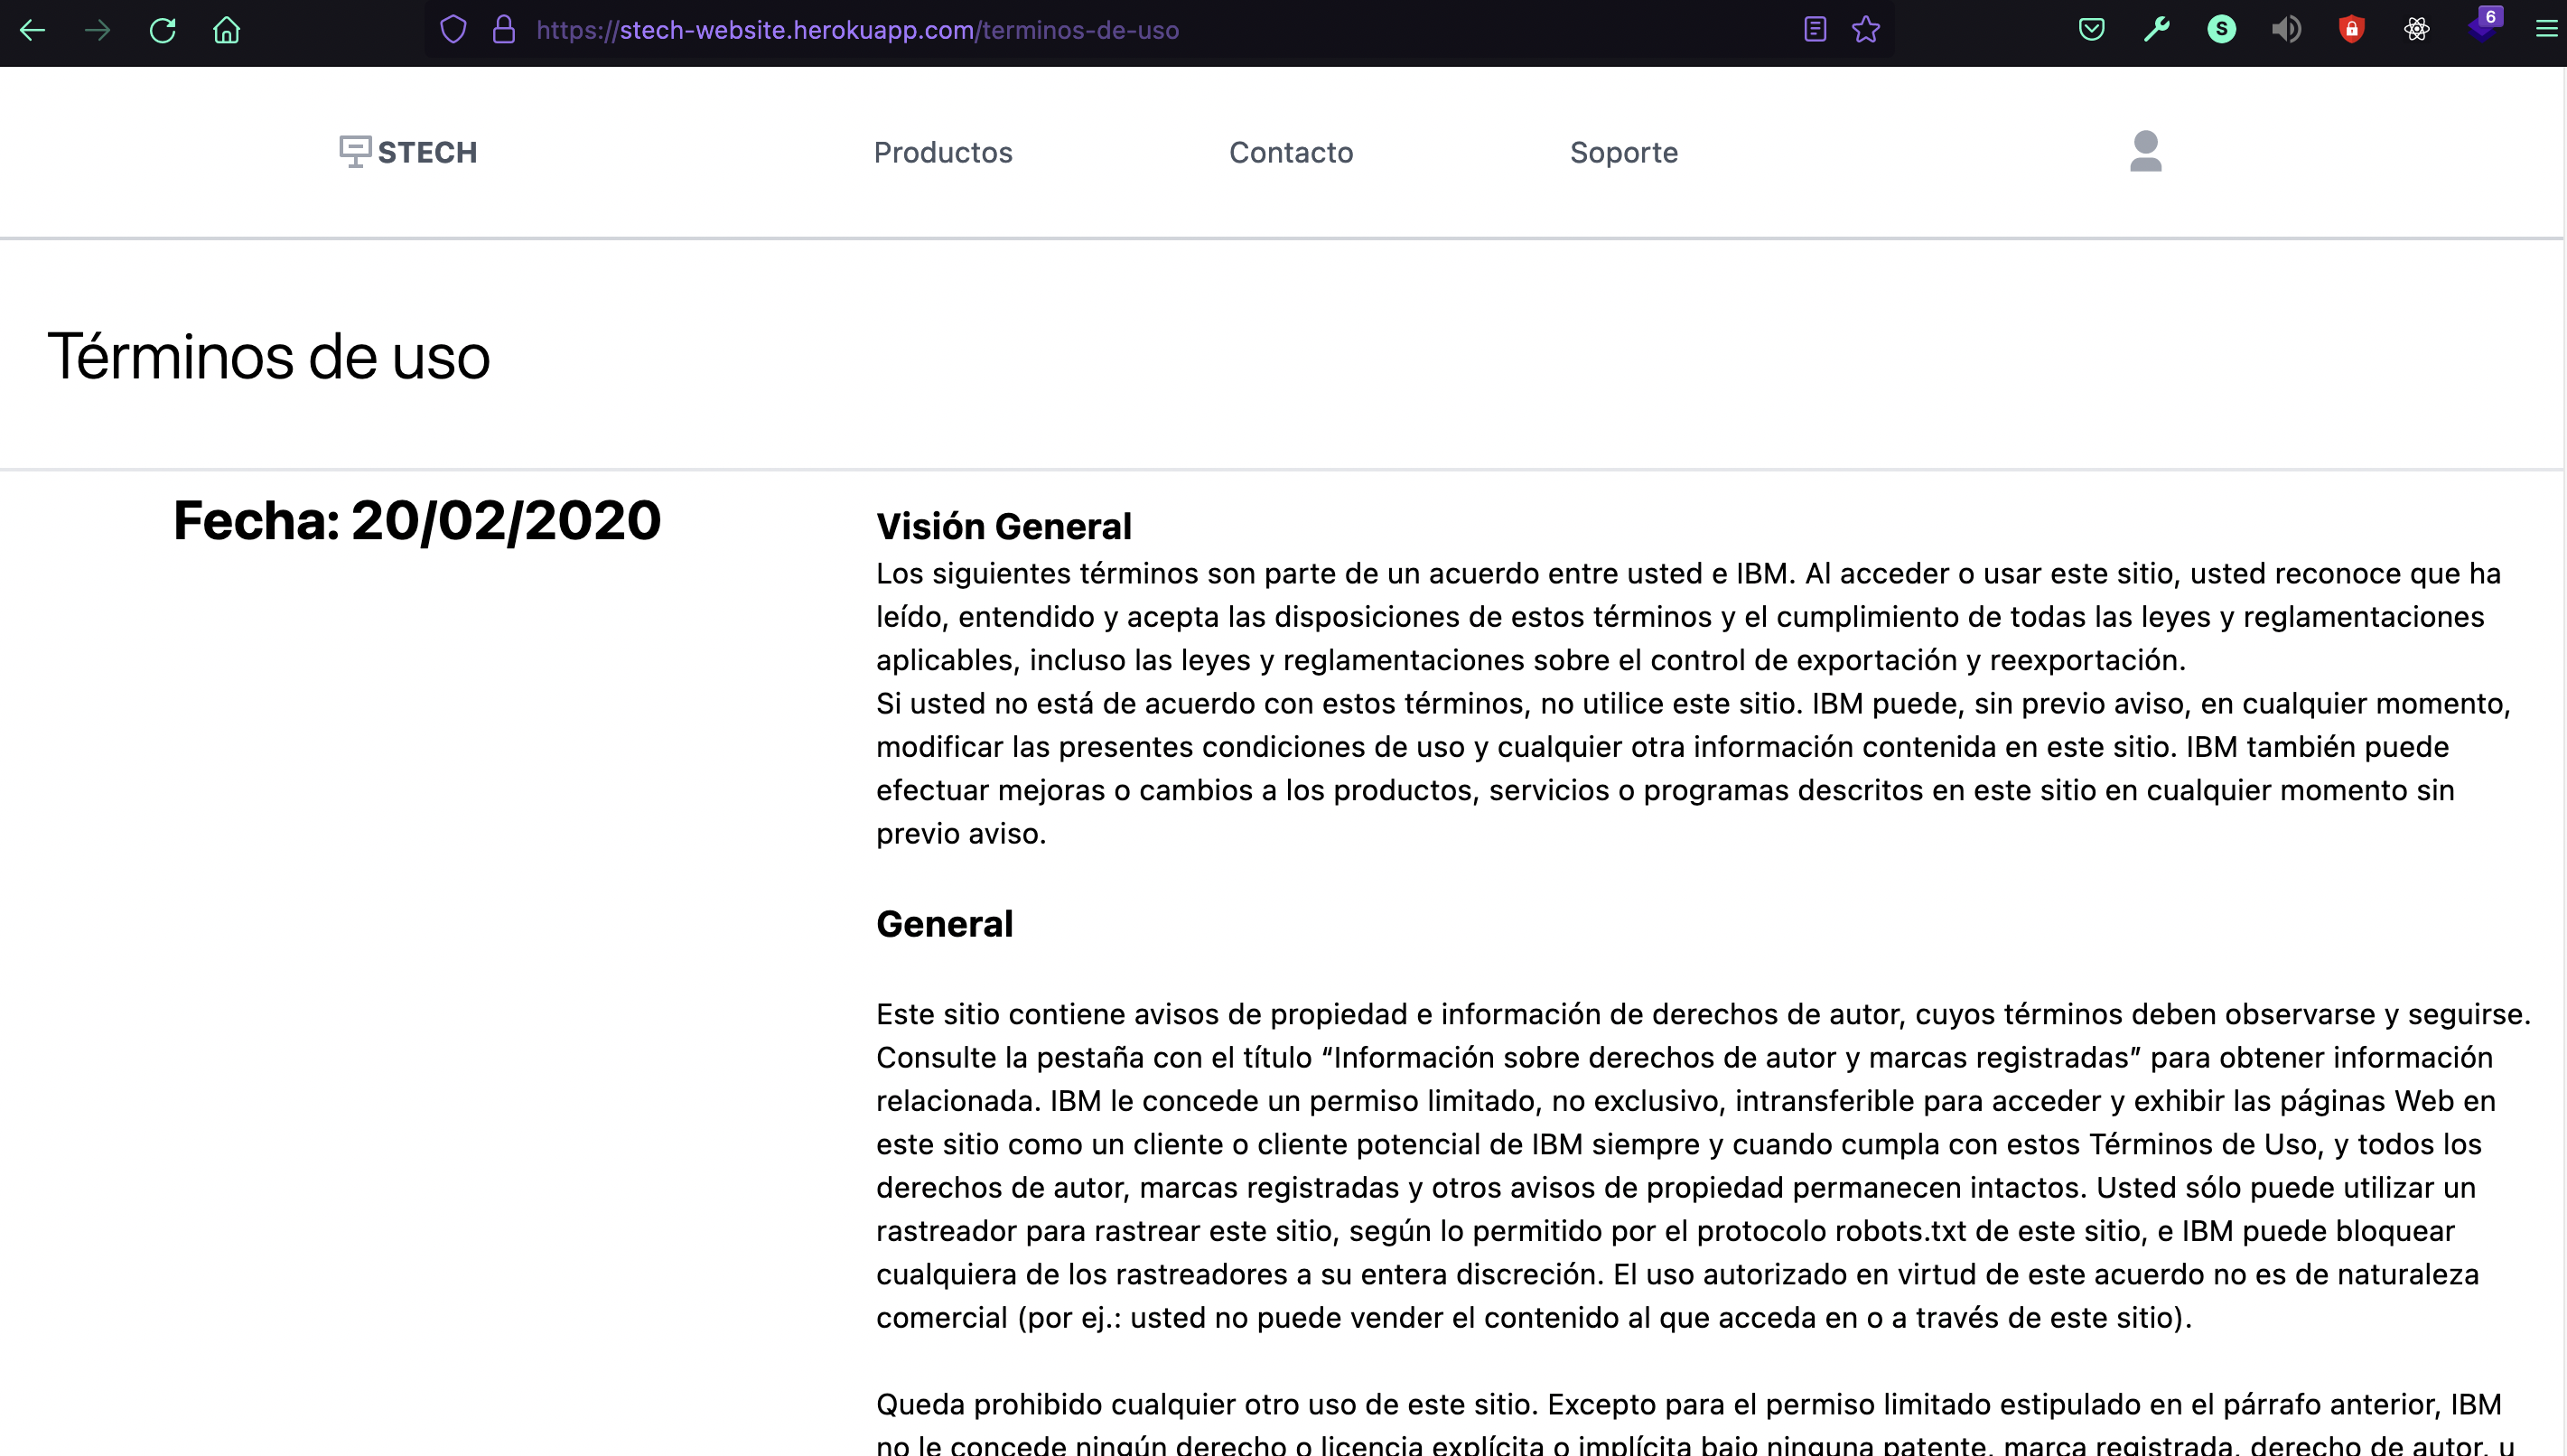 https://stech-website.herokuapp.com/terminos-de-uso
S
6
STECH
Productos
Contacto
Soporte
Términos de uso
Fecha: 20/02/2020
Visión General
Los siguientes términos son parte de un acuerdo entre usted e IBM. Al acceder o usar este sitio, usted reconoce que ha
leído, entendido y acepta las disposiciones de estos términos y el cumplimiento de todas las leyes y reglamentaciones
aplicables, incluso las leyes y reglamentaciones sobre el control de exportación y reexportación.
Si usted no está de acuerdo con estos términos, no utilice este sitio. IBM puede, sin previo aviso, en cualquier momento,
modificar las presentes condiciones de uso y cualquier otra información contenida en este sitio. IBM también puede
efectuar mejoras o cambios a los productos, servicios o programas descritos en este sitio en cualquier momento sin
previo aviso.
General
Este sitio contiene avisos de propiedad e información de derechos de autor, cuyos términos deben observarse y seguirse.
Consulte la pestaña con el título “Información sobre derechos de autor y marcas registradas” para obtener información
relacionada. IBM le concede un permiso limitado, no exclusivo, intransferible para acceder y exhibir las páginas Web en
este sitio como un cliente o cliente potencial de IBM siempre y cuando cumpla con estos Términos de Uso, y todos los
derechos de autor, marcas registradas y otros avisos de propiedad permanecen intactos. Usted sólo puede utilizar un
rastreador para rastrear este sitio, según lo permitido por el protocolo robots.txt de este sitio, e IBM puede bloquear
cualquiera de los rastreadores a su entera discreción. El uso autorizado en virtud de este acuerdo no es de naturaleza
comercial (por ej.: usted no puede vender el contenido al que acceda en o a través de este sitio).
Queda prohibido cualquier otro uso de este sitio. Excepto para el permiso limitado estipulado en el párrafo anterior, IBM
no le concede ningún derecho o licencia explícita o implícita bajo ninguna patente, marca registrada, derecho de autor, u